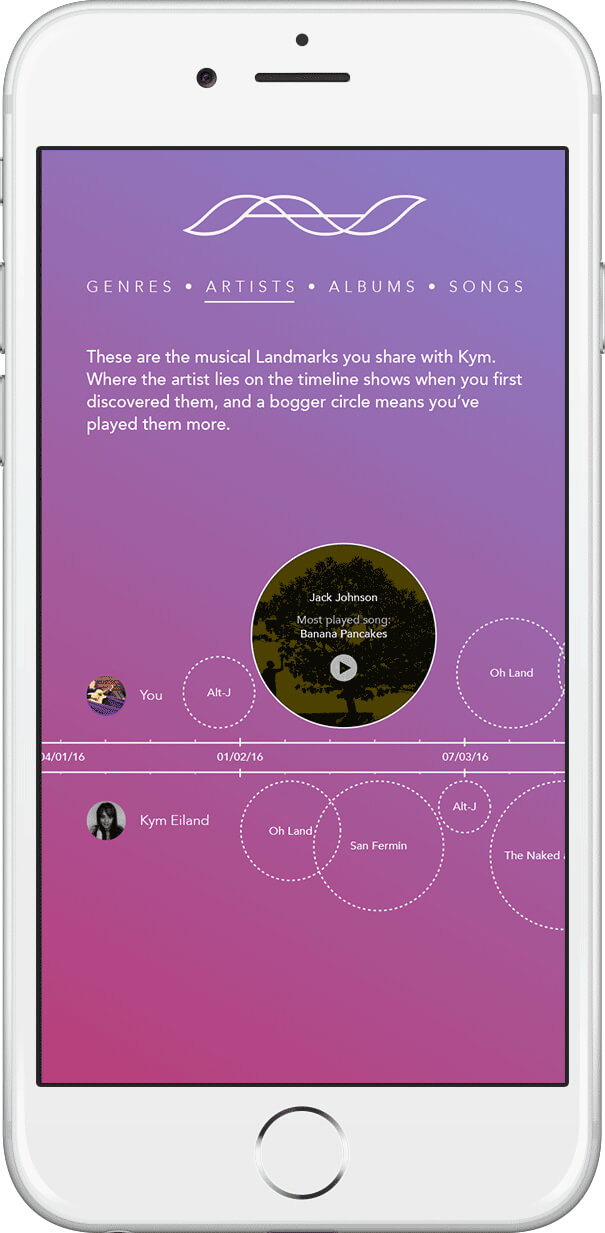 GENRES • ARTISTS • ALBUMS • SONGS
These are the musical Landmarks you share with Kym.
Where the artist lies on the timeline shows when you first
discovered them, and a bogger circle means you’ve
played them more.
Jack Johnson
Most played song:
Banana Pancakes
You
Alt-J
Oh Land
04/01/16
01/02/16
07/03/16
Kym Eiland
Oh Land
San Fermin
Alt-J
The Naked